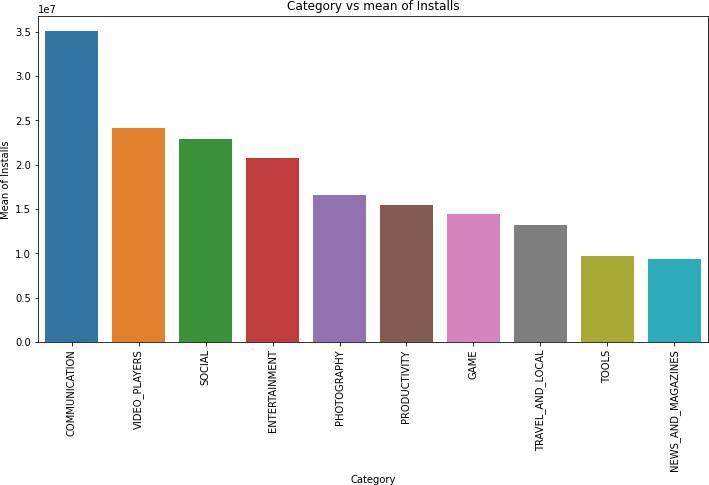 Category vs mean of Installs
1e7
3.5
3.0
2.5
2.0
1.5
1.0
0.5
0.0
Mean of Installs
COMMUNICATION
VIDEO_PLAYERS
SOCIAL
ENTERTAINMENT
PHOTOGRAPHY
PRODUCTIVITY
GAME
TRAVEL_AND_LOCAL
TOOLS
NEWS_AND_MAGAZINES
Category